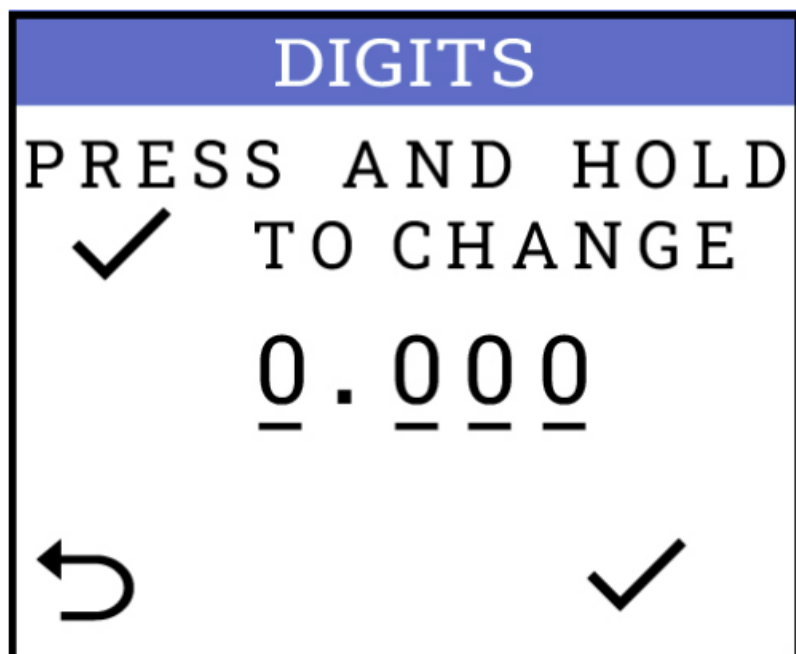 DIGITS
PRESS AND HOLD
✓ TO CHANGE
0.000